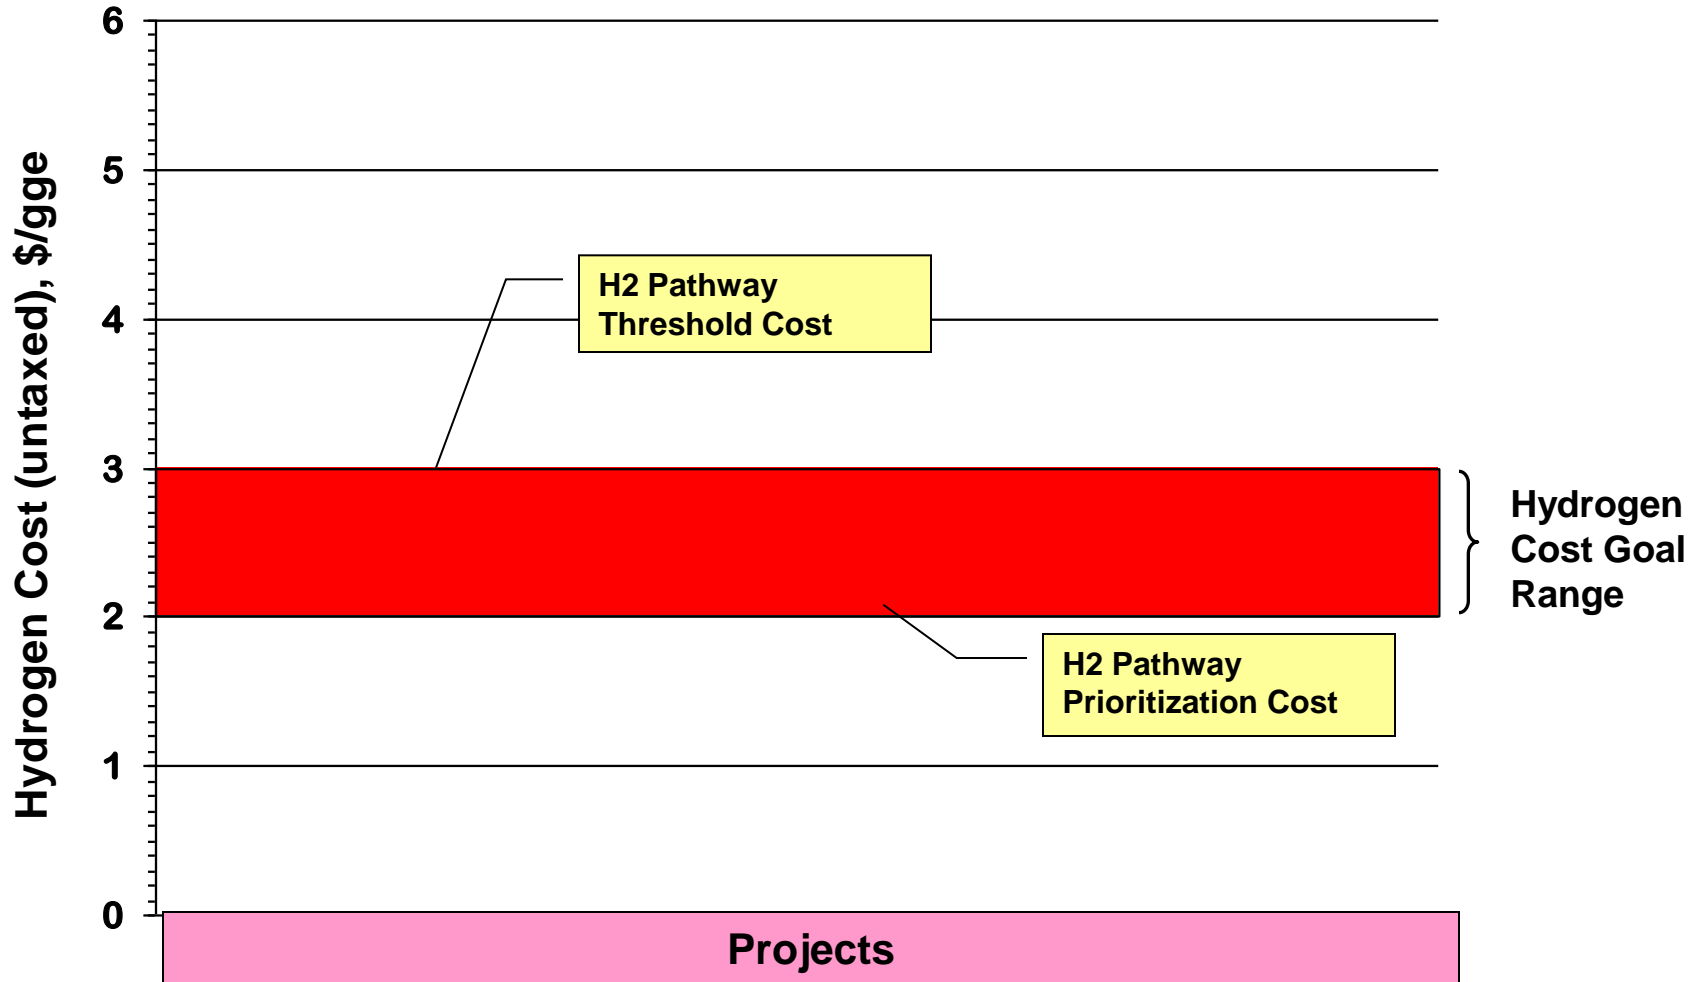 Hydrogen Cost (untaxed), $/gge
6
5
4
3
2
1
0
H2 Pathway
Threshold Cost
H2 Pathway
Prioritization Cost
Hydrogen
Cost Goal
Range
Projects